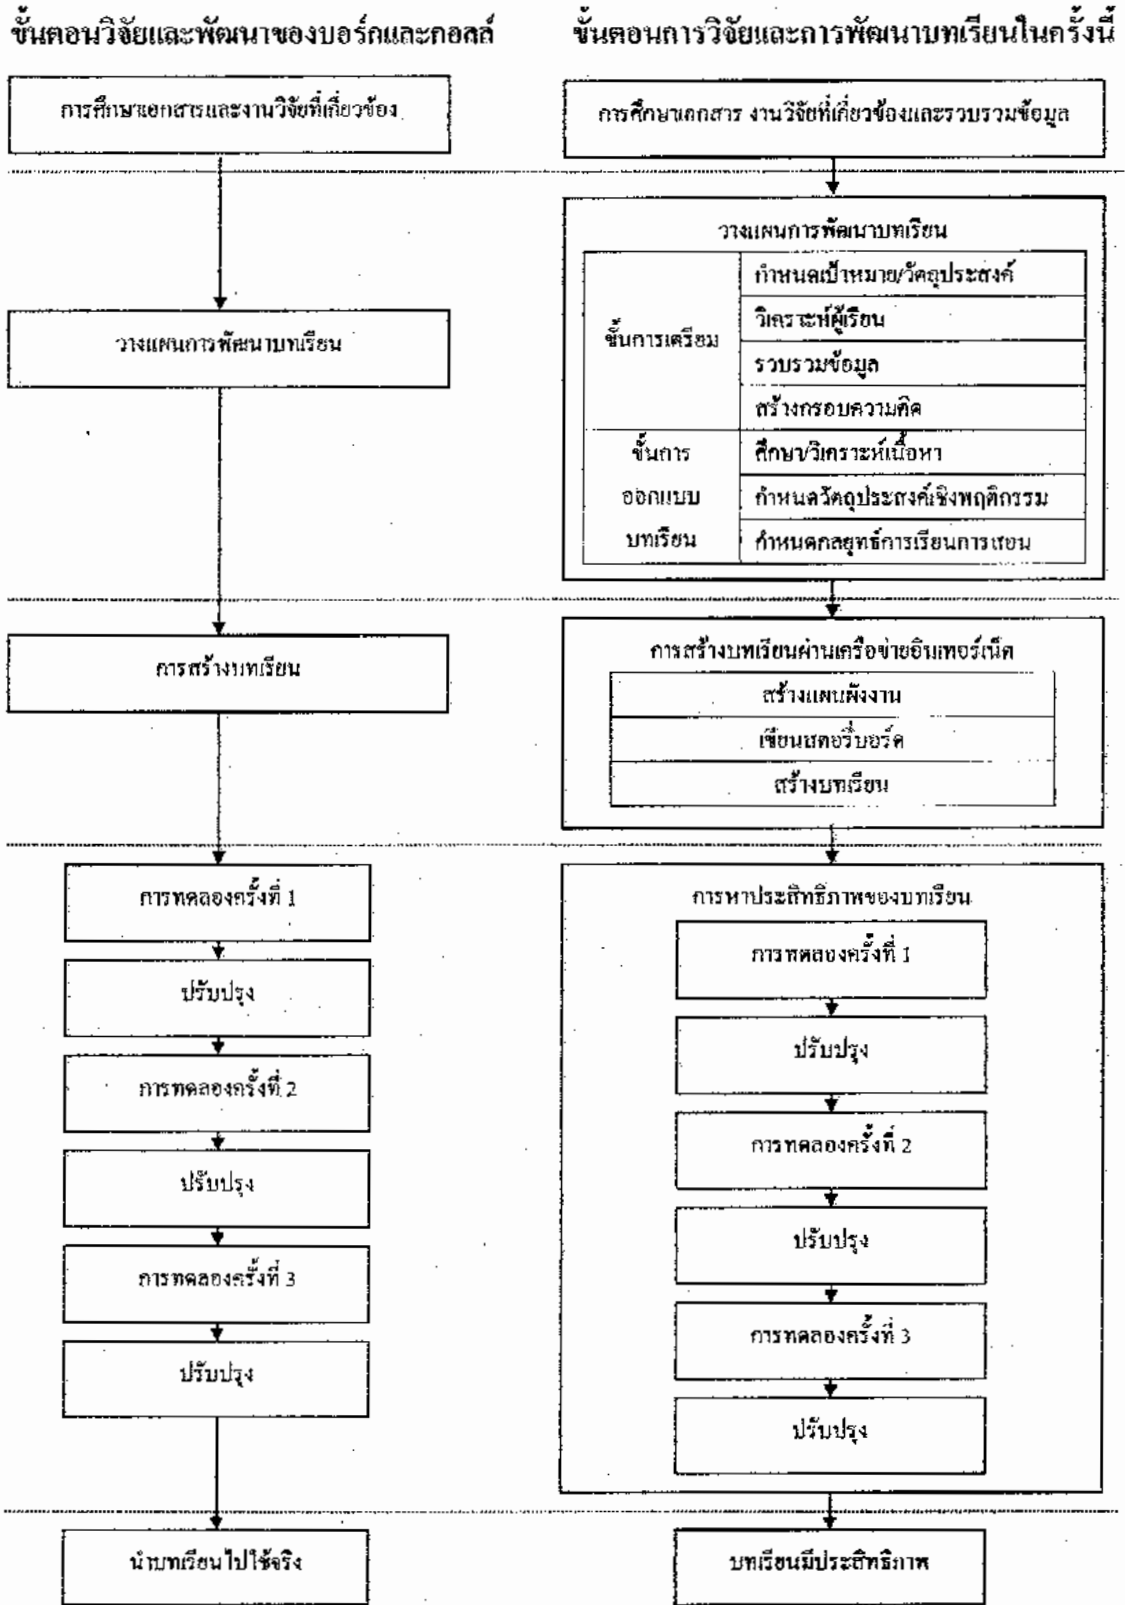 ขั้นตอนวิจัยและพัฒนาของบอร์กและกอลล์
การศึกษาเอกสารและงานวิจัยที่เกี่ยวข้อง
วางแผนการพัฒนาบทเรียน
การสร้างบทเรียน
การทดลองครั้งที่ 1
ปรับปรุง
การทดลองครั้งที่ 2
ปรับปรุง
การทดลองครั้งที่ 3
ปรับปรุง
นำบทเรียนไปใช้จริง
ขั้นตอนการวิจัยและการพัฒนาบทเรียนในครั้งนี้
การศึกษาเอกสาร งานวิจัยที่เกี่ยวข้องและรวบรวมข้อมูล
วางแผนการพัฒนาบทเรียน
ขั้นการเตรียม
กำหนดเป้าหมาย/วัตถุประสงค์
วิเคราะห์ผู้เรียน
รวบรวมข้อมูล
สร้างกรอบความคิด
ขั้นการ
ออกแบบ
บทเรียน
ศึกษา/วิเคราะห์เนื้อหา
กำหนดวัตถุประสงค์เชิงพฤติกรรม
กำหนดกลยุทธ์การเรียนการสอน
การสร้างบทเรียนผ่านเครือข่ายอินเทอร์เน็ต
สร้างแผนผังงาน
เขียนสตอรี่บอร์ด
สร้างบทเรียน
การหาประสิทธิภาพของบทเรียน
การทดลองครั้งที่ 1
ปรับปรุง
การทดลองครั้งที่ 2
ปรับปรุง
การทดลองครั้งที่ 3
ปรับปรุง
บทเรียนมีประสิทธิภาพ